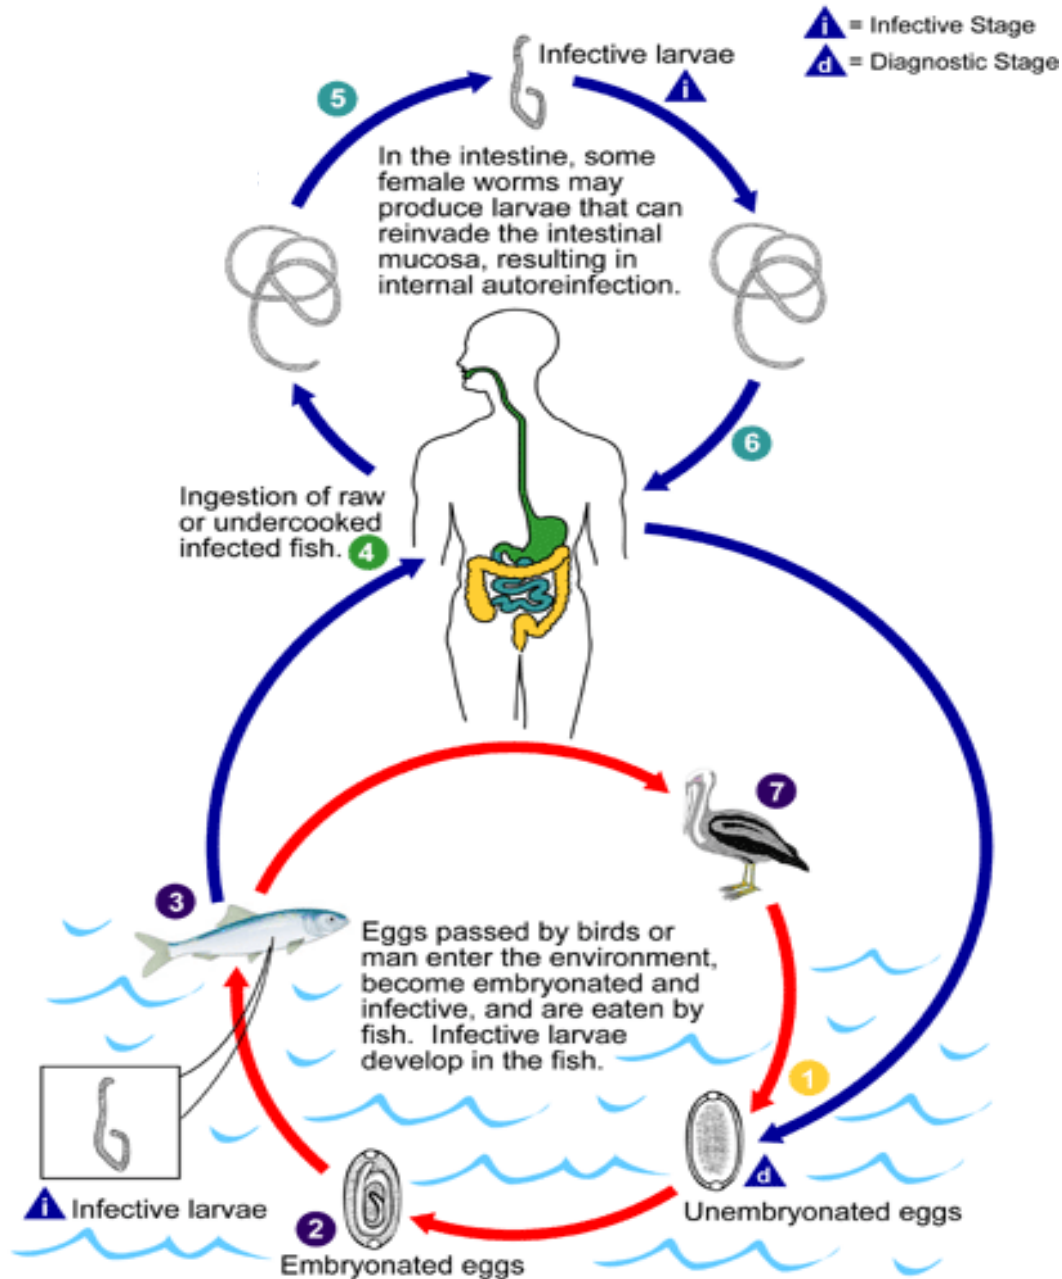 i = Infective Stage
d = Diagnostic Stage
Infective larvae
i
5
In the intestine, some
female worms may
produce larvae that can
reinvade the intestinal
mucosa, resulting in
internal autoreinfection.
6
Ingestion of raw
or undercooked
infected fish. 4
7
3
Eggs passed by birds or
man enter the environment,
become embryonated and
infective, and are eaten by
fish. Infective larvae
develop in the fish.
1
d
Unembryonated eggs
i Infective larvae
2
Embryonated eggs